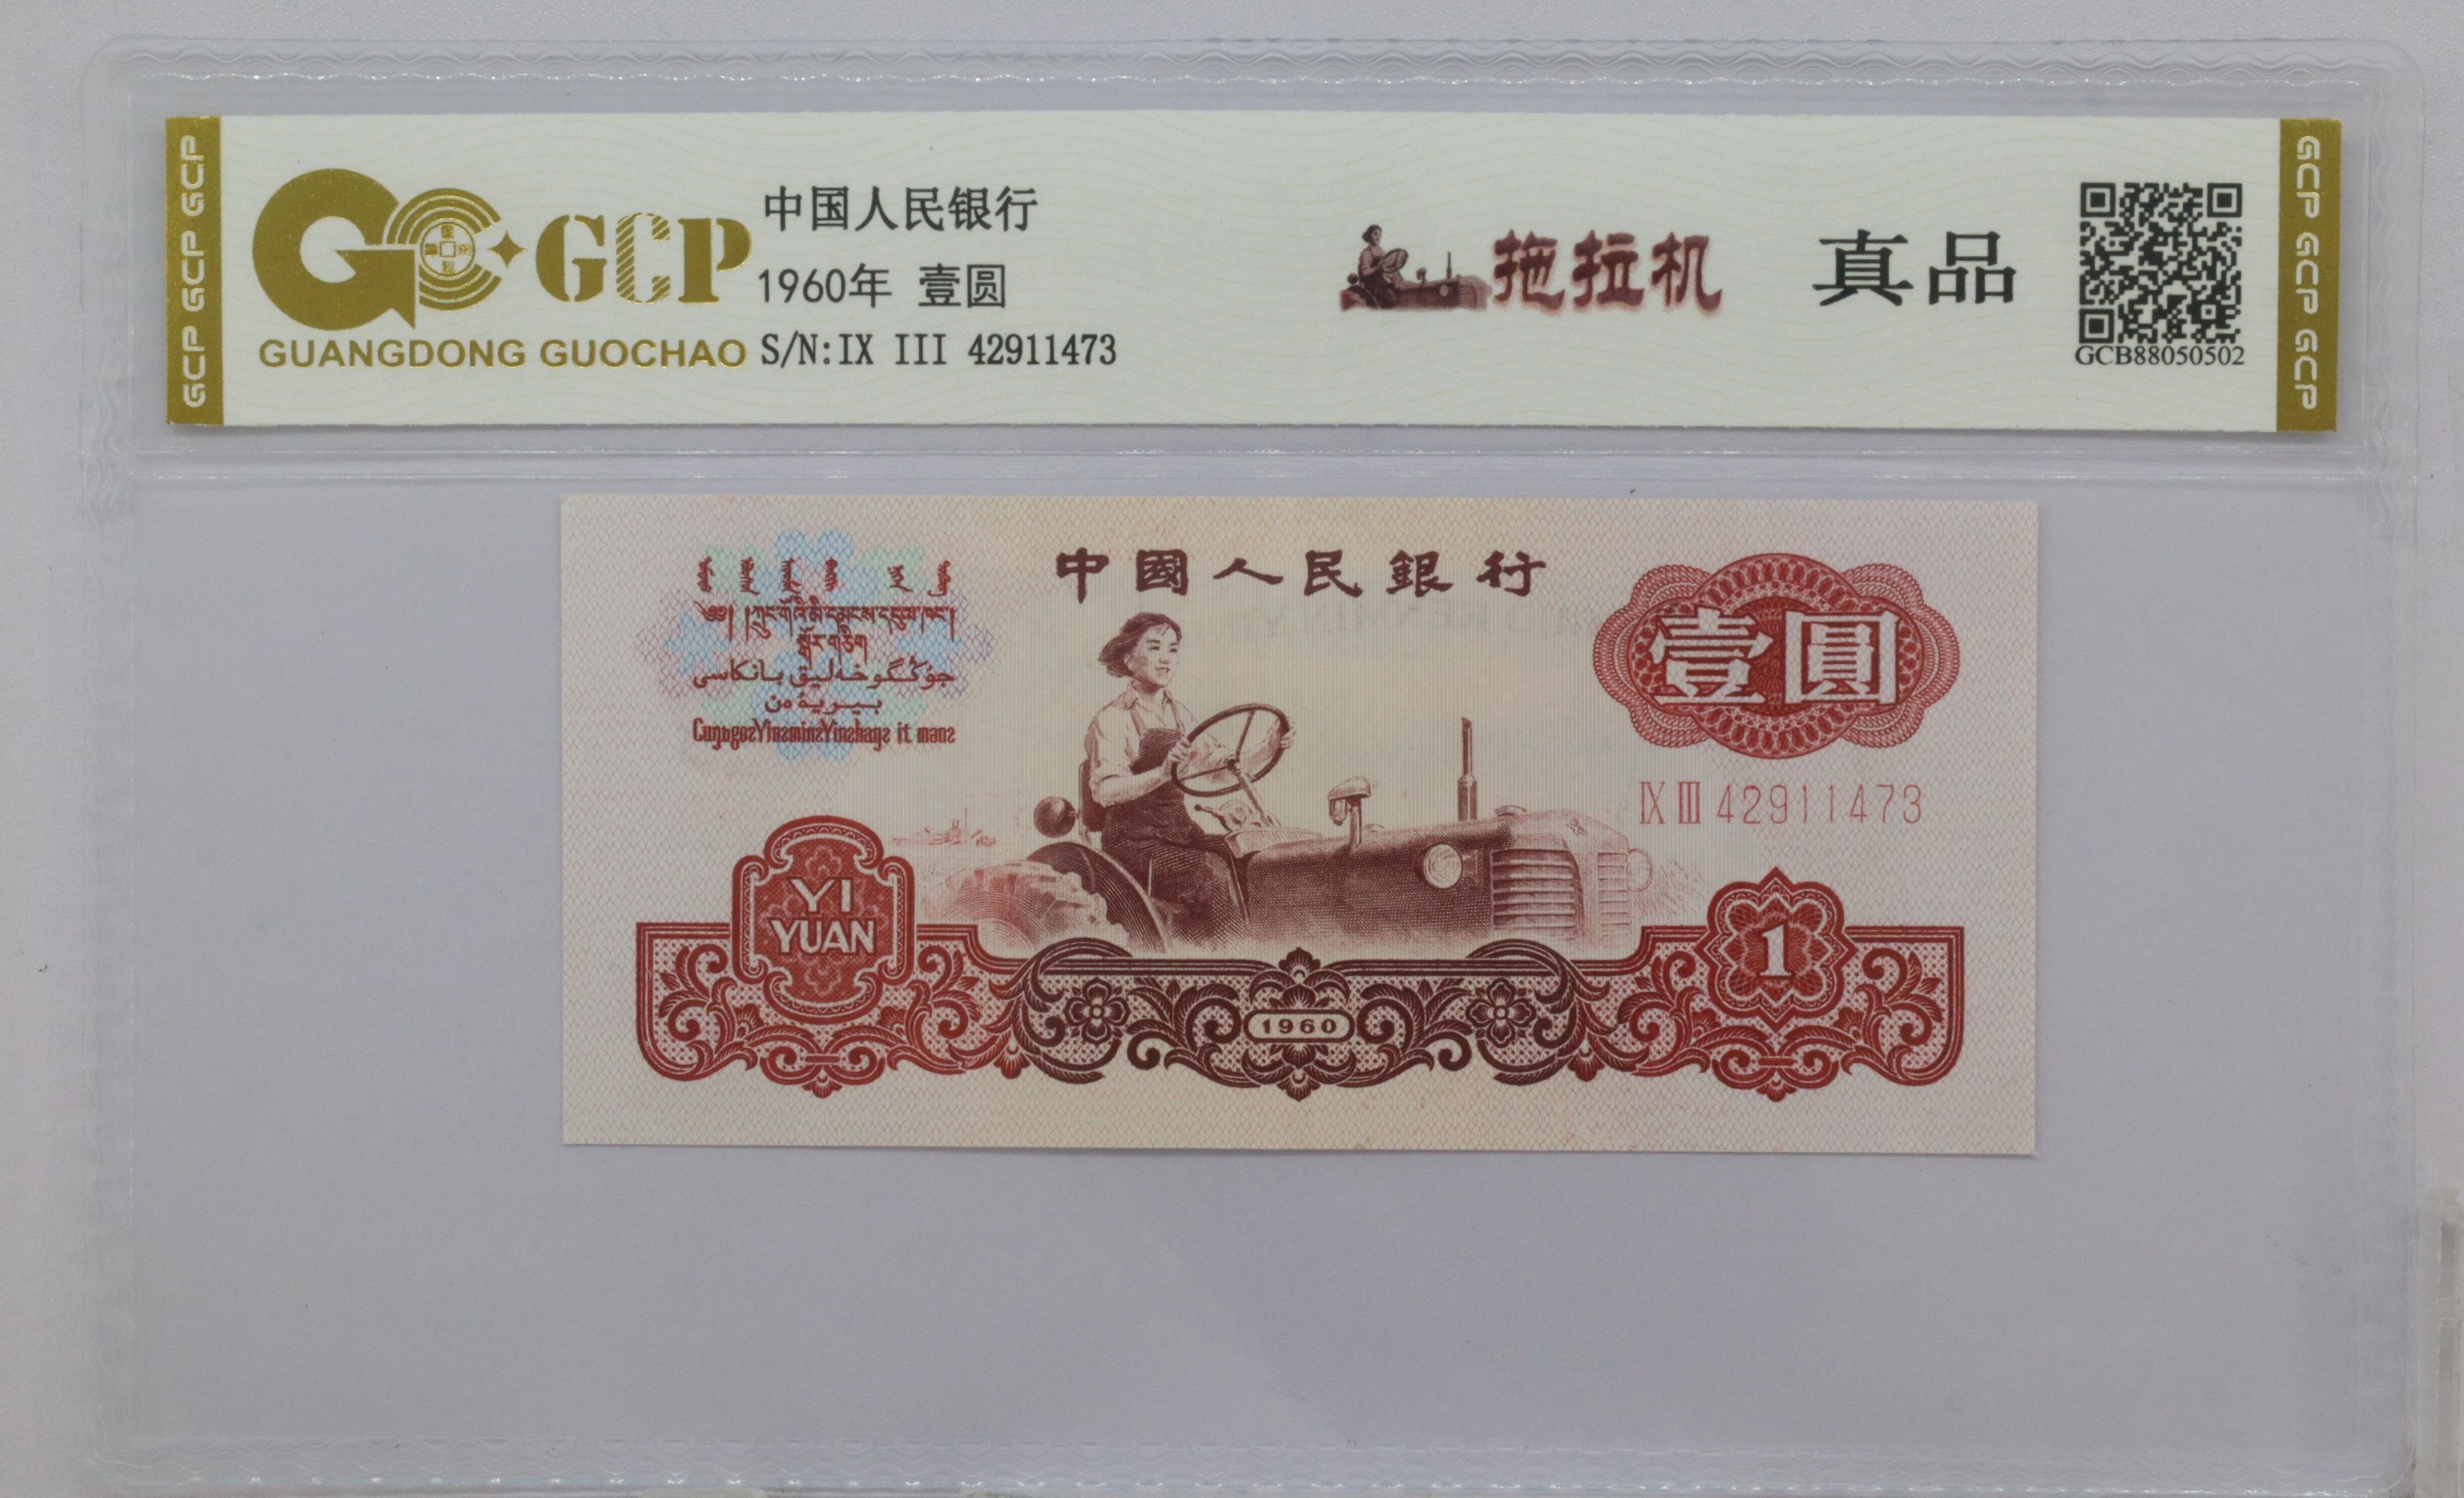 GCP GCP GCP
GCP
GUANGDONG GUOCHAO
中国人民银行
1960年 壹圆
S/N:IX III 42911473
拖拉机
真品
GCB88050502
GCP GCP GCP
中國人民銀行
壹圓
IX III 42911473
YI
YUAN
1
1960